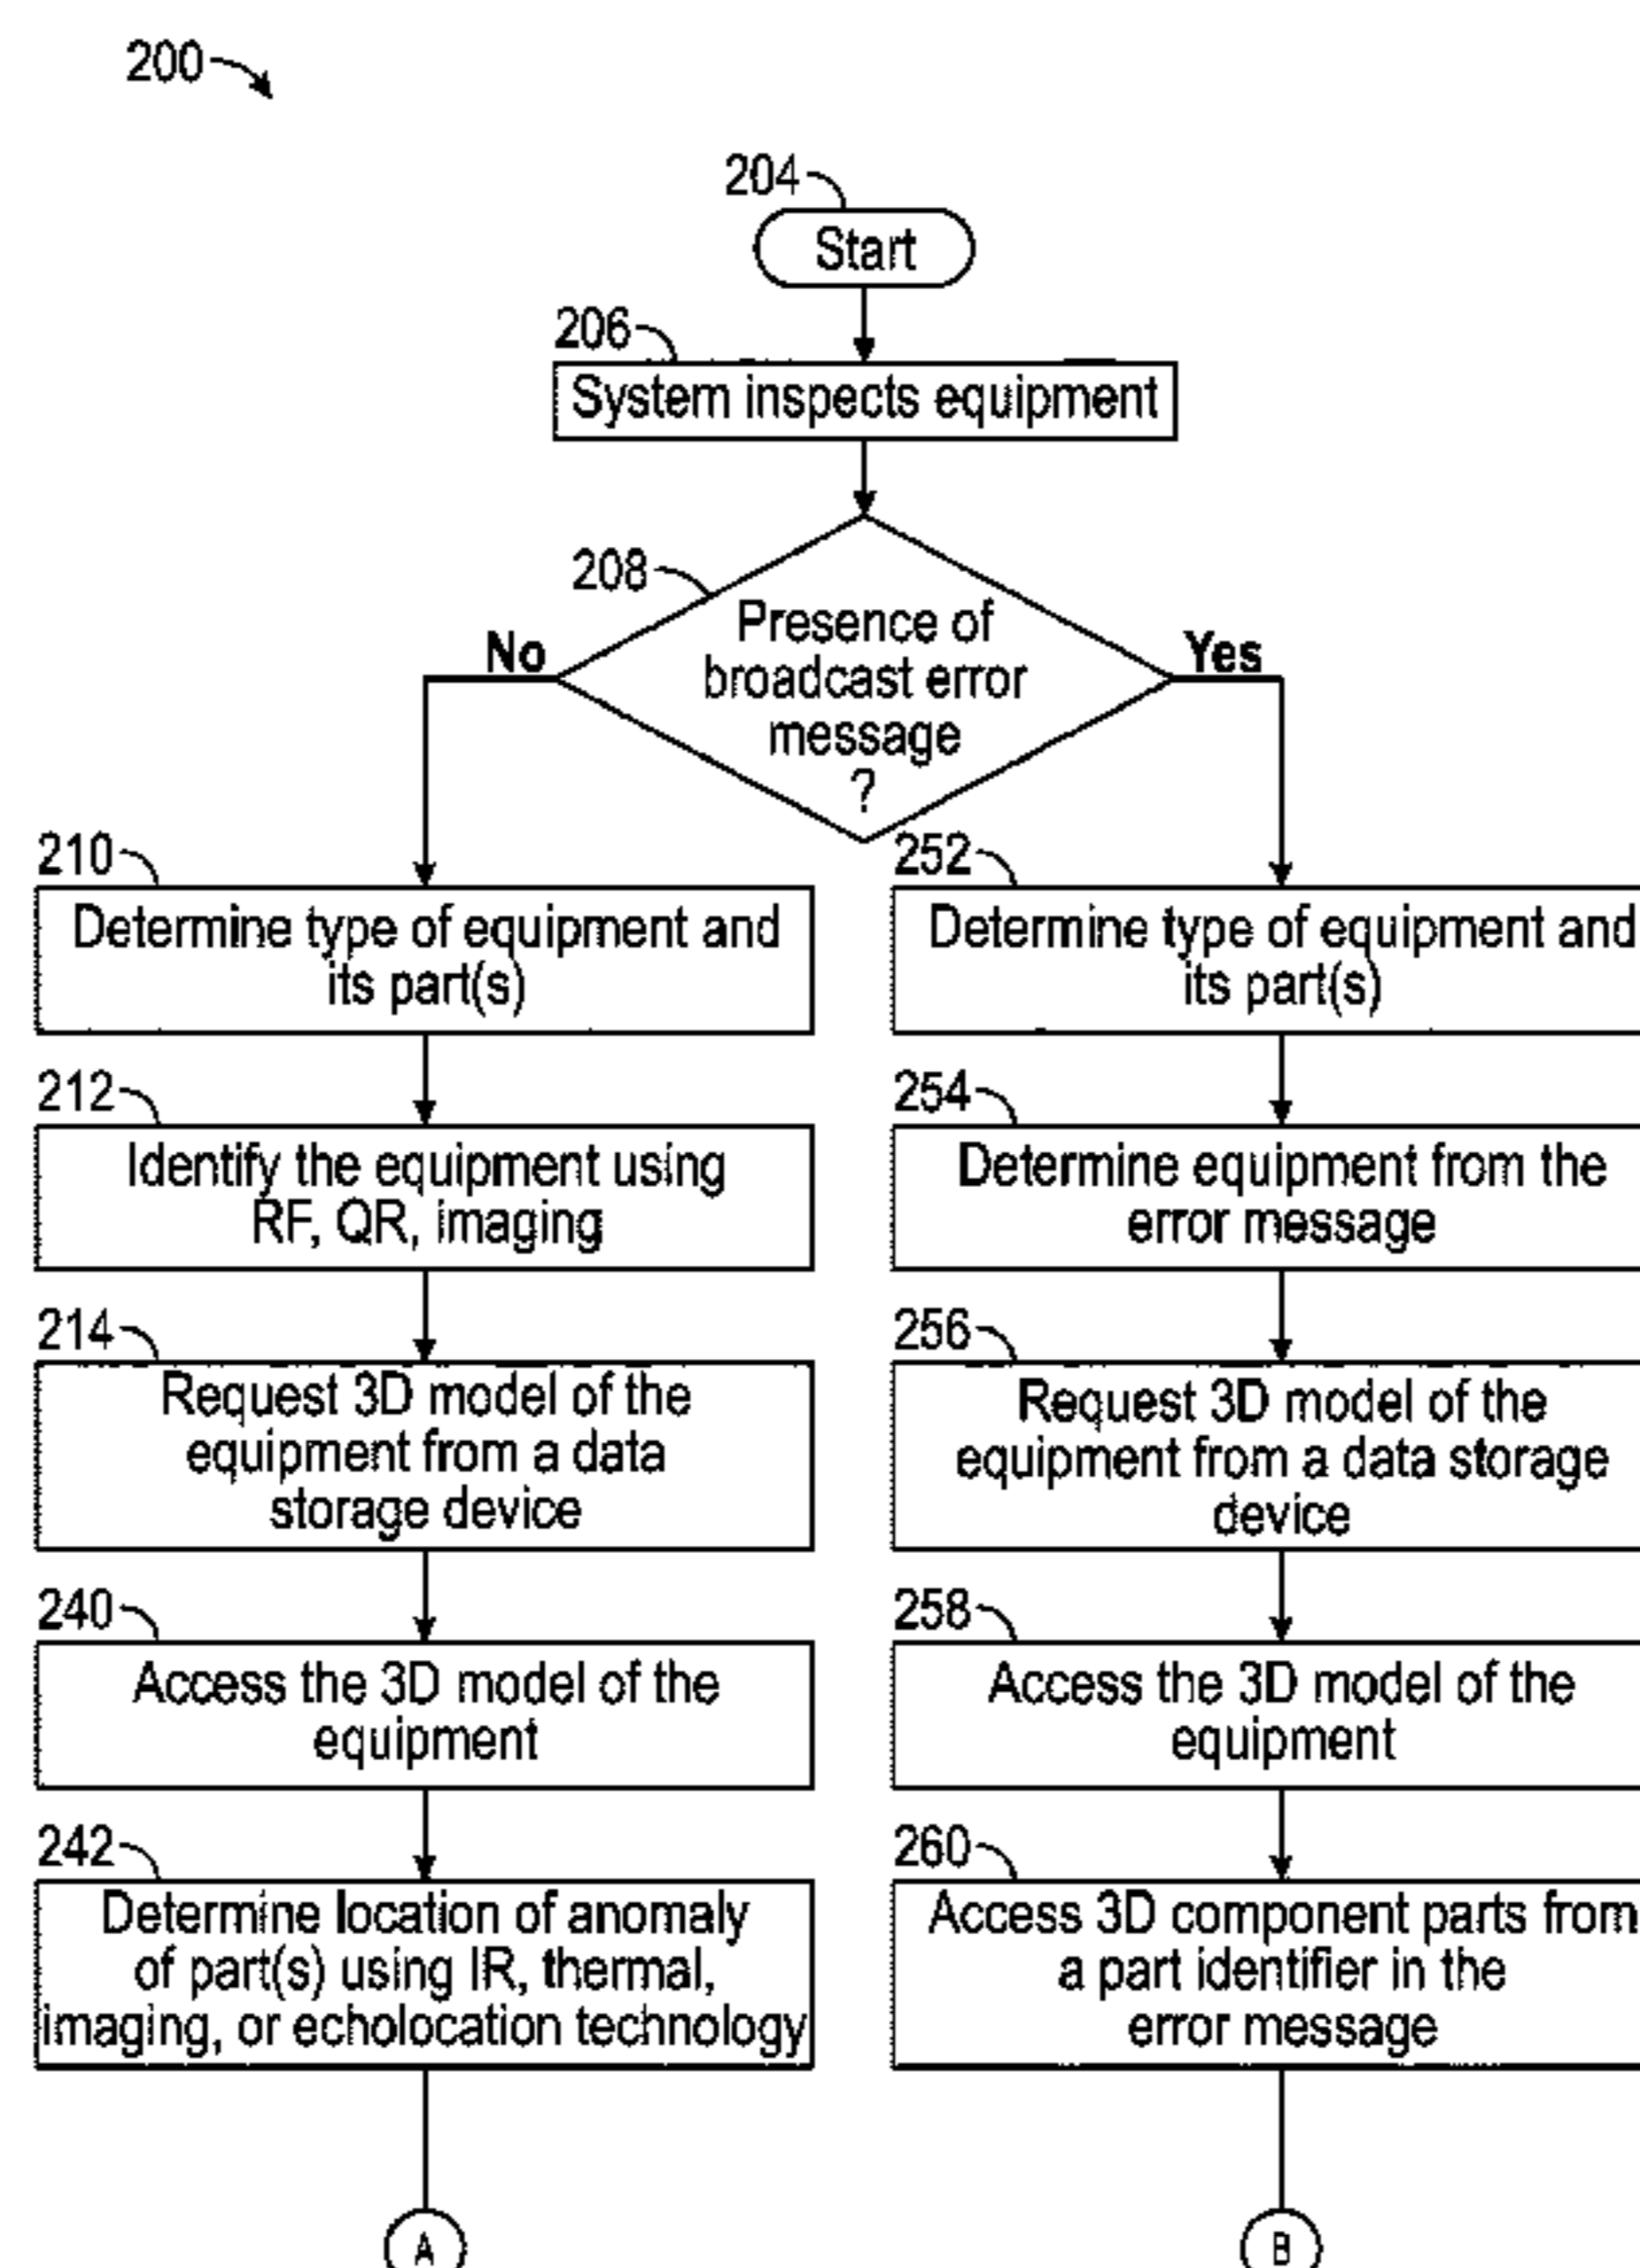 200
204
Start
206
System inspects equipment
208
Presence of
broadcast error
message
?
No
Yes
210
Determine type of equipment and
its part(s)
212
Identify the equipment using
RF, QR, imaging
214
Request 3D model of the
equipment from a data
storage device
240
Access the 3D model of the
equipment
242
Determine location of anomaly
of part(s) using IR, thermal,
imaging, or echolocation technology
A
252
Determine type of equipment and
its part(s)
254
Determine equipment from the
error message
256
Request 3D model of the
equipment from a data storage
device
258
Access the 3D model of the
equipment
260
Access 3D component parts from
a part identifier in the
error message
B